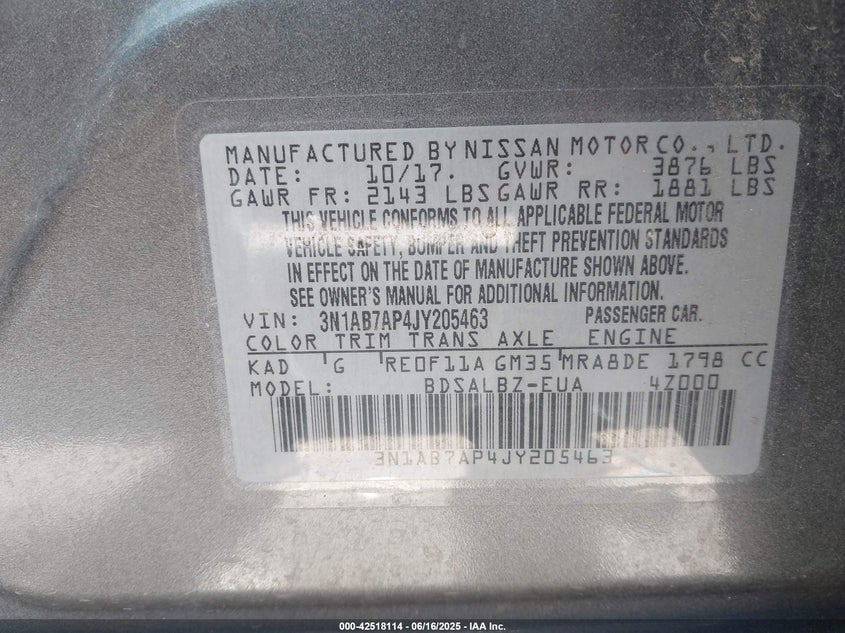 MANUFACTURED BY NISSAN MOTOR CO., LTD.
DATE: 10/17. GVWR: 3876 LBS
GAWR FR: 2143 LBS GAWR RR: 1881 LBS
THIS VEHICLE CONFORMS TO ALL APPLICABLE FEDERAL MOTOR
VEHICLE SAFETY, BUMPER AND THEFT PREVENTION STANDARDS
IN EFFECT ON THE DATE OF MANUFACTURE SHOWN ABOVE.
SEE OWNER'S MANUAL FOR ADDITIONAL INFORMATION.
VIN: 3N1AB7AP4JY205463 PASSENGER CAR.
COLOR TRIM TRANS AXLE ENGINE
KAD G RE0F11A GM35 MRA8DE 1798 CC
MODEL: BDSALBZ-EUA 4Z000
3N1AB7AP4JY205463
000-42518114 - 06/16/2025 - IAA Inc.